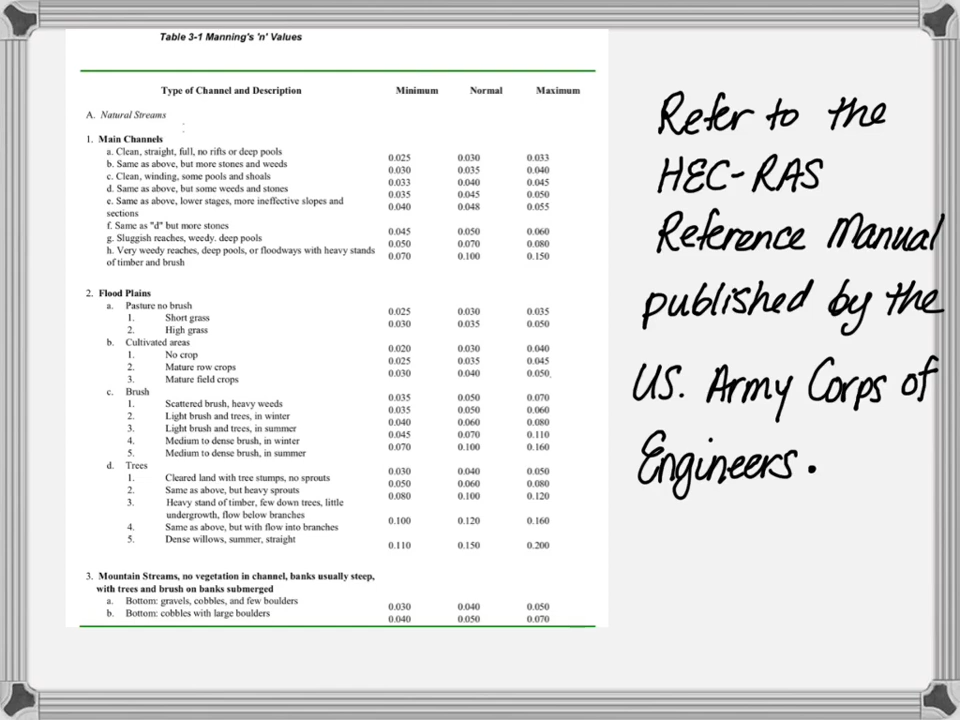 Table 3-1 Manning's 'n' Values
Type of Channel and Description Minimum Normal Maximum
A. Natural Streams
1. Main Channels
a. Clean, straight, full, no rifts or deep pools 0.025 0.030 0.033
b. Same as above, but more stones and weeds 0.030 0.035 0.040
c. Clean, winding, some pools and shoals 0.033 0.040 0.045
d. Same as above, but some weeds and stones 0.035 0.045 0.050
e. Same as above, lower stages, more ineffective slopes and 0.040 0.048 0.055
sections
f. Same as "d" but more stones 0.045 0.050 0.060
g. Sluggish reaches, weedy. deep pools 0.050 0.070 0.080
h. Very weedy reaches, deep pools, or floodways with heavy stands 0.070 0.100 0.150
of timber and brush
2. Flood Plains
a. Pasture no brush
1. Short grass 0.025 0.030 0.035
2. High grass 0.030 0.035 0.050
b. Cultivated areas
1. No crop 0.020 0.030 0.040
2. Mature row crops 0.025 0.035 0.045
3. Mature field crops 0.030 0.040 0.050
c. Brush
1. Scattered brush, heavy weeds 0.035 0.050 0.070
2. Light brush and trees, in winter 0.035 0.050 0.060
3. Light brush and trees, in summer 0.040 0.060 0.080
4. Medium to dense brush, in winter 0.045 0.070 0.110
5. Medium to dense brush, in summer 0.070 0.100 0.160
d. Trees
1. Cleared land with tree stumps, no sprouts 0.030 0.040 0.050
2. Same as above, but heavy sprouts 0.050 0.060 0.080
3. Heavy stand of timber, few down trees, little 0.080 0.100 0.120
undergrowth, flow below branches
4. Same as above, but with flow into branches 0.100 0.120 0.160
5. Dense willows, summer, straight 0.110 0.150 0.200
3. Mountain Streams, no vegetation in channel, banks usually steep,
with trees and brush on banks submerged
a. Bottom: gravels, cobbles, and few boulders 0.030 0.040 0.050
b. Bottom: cobbles with large boulders 0.040 0.050 0.070
Refer to the
HEC-RAS
Reference Manual
published by the
US. Army Corps of
Engineers.